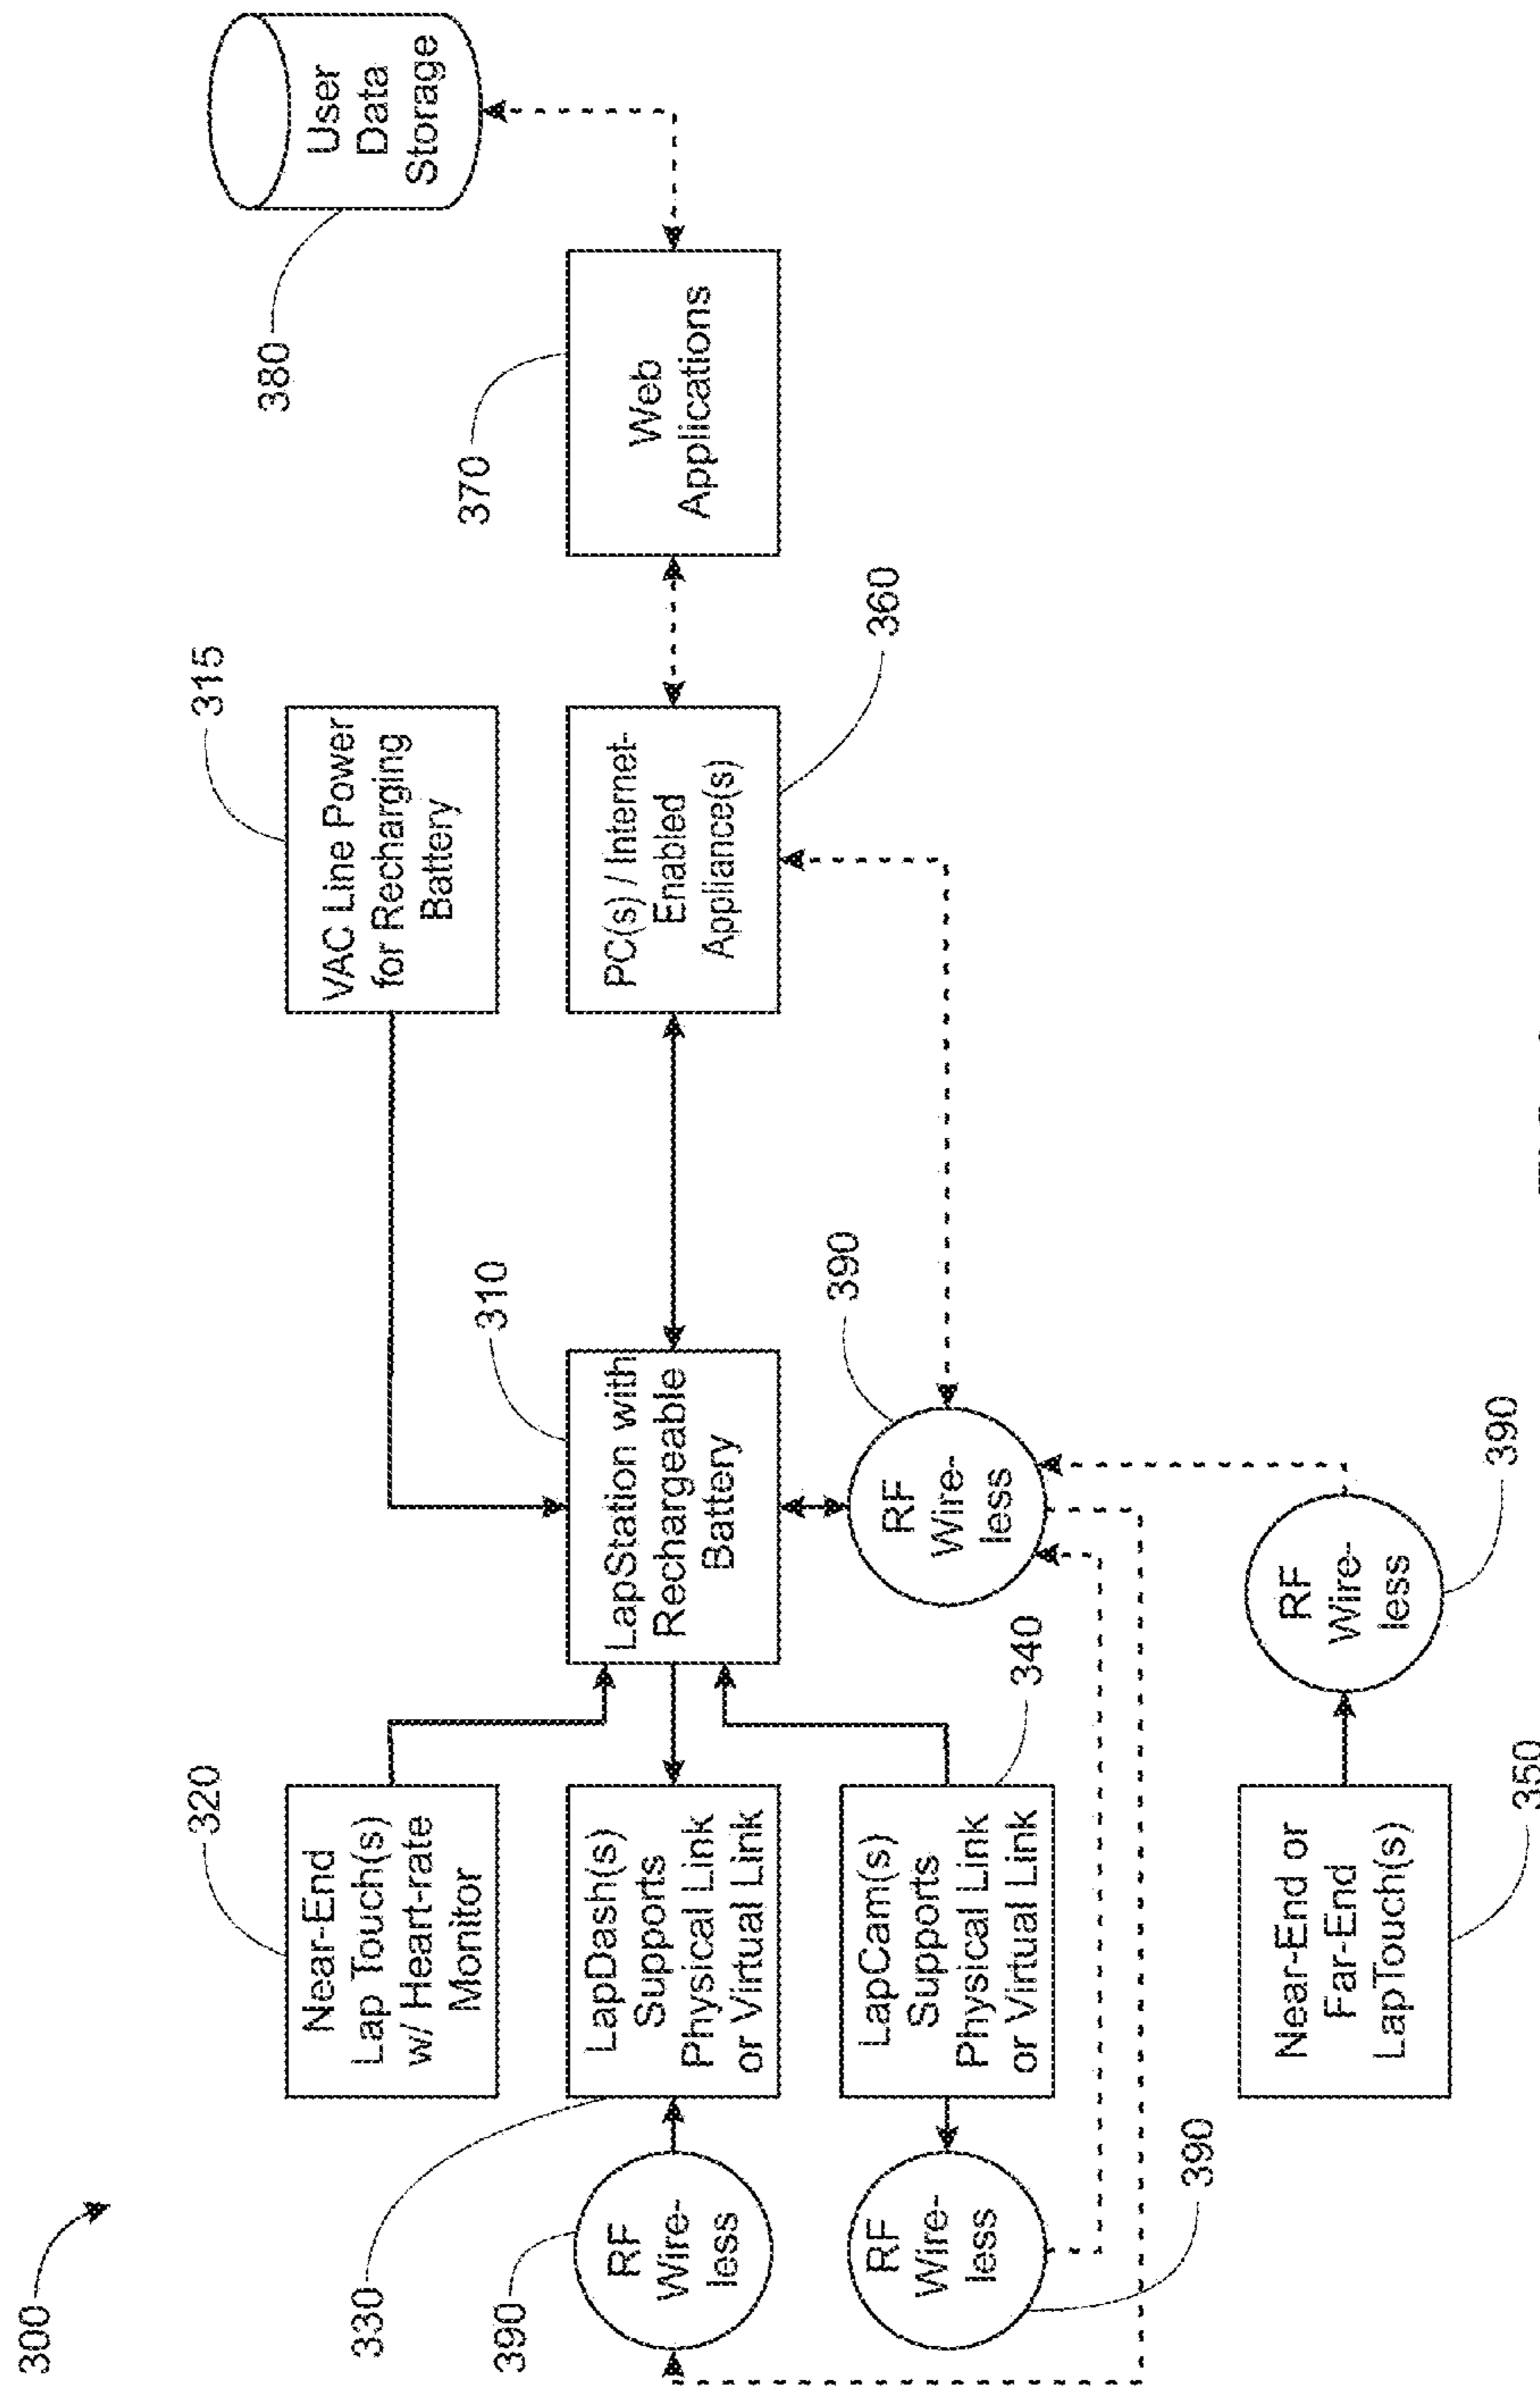 300
320
Near-End
Lap Touch(s)
w/ Heart-rate
Monitor
315
VAC Line Power
for Recharging
Battery
380
User
Data
Storage
330
390
RF
Wire-
less
LapDash(s)
Supports
Physical Link
or Virtual Link
310
LapStation with
Rechargeable
Battery
PC(s) / Internet-
Enabled
Appliance(s)
360
370
Web
Applications
RF
Wire-
less
390
LapCam(s)
Supports
Physical Link
or Virtual Link
340
RF
Wire-
less
390
Near-End or
Far-End
LapTouch(s)
350
RF
Wire-
less
390